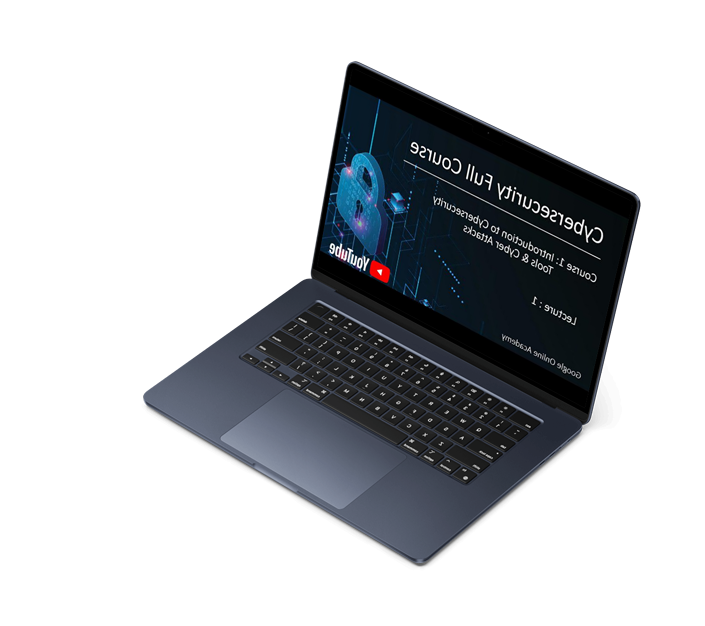 Cybersecurity Full Course
Course 1: Introduction to Cybersecurity
Tools & Cyber Attacks
Lecture : 1
Google Online Academy
YouTube